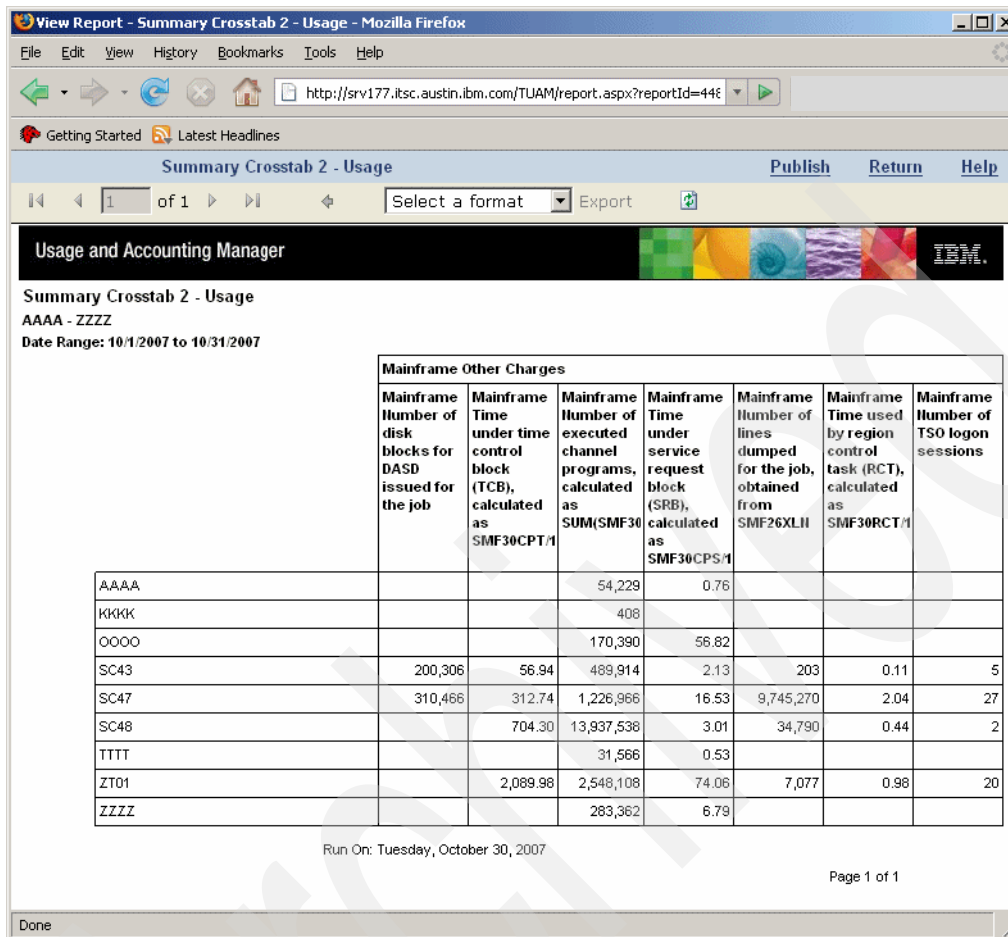 View Report - Summary Crosstab 2 - Usage - Mozilla Firefox
File Edit View History Bookmarks Tools Help
http://srv177.itsc.austin.ibm.com/TUAM/report.aspx?reportId=448
Getting Started Latest Headlines
Summary Crosstab 2 - Usage Publish Return Help
1 of 1 Select a format Export
Usage and Accounting Manager IBM.
Summary Crosstab 2 - Usage
AAAA - ZZZZ
Date Range: 10/1/2007 to 10/31/2007
Mainframe Other Charges
Mainframe Number of disk blocks for DASD issued for the job
Mainframe Time under time control block (TCB), calculated as SMF30CPT/1
Mainframe Number of executed channel programs, calculated as SUM(SMF30
Mainframe Time under service request block (SRB), calculated as SMF30CPS/1
Mainframe Number of lines dumped for the job, obtained from SMF26XLN
Mainframe Time used by region control task (RCT), calculated as SMF30RCT/1
Mainframe Number of TSO logon sessions
AAAA 54,229 0.76
KKKK 408
OOOO 170,390 56.82
SC43 200,306 56.94 489,914 2.13 203 0.11 5
SC47 310,466 312.74 1,226,966 16.53 9,745,270 2.04 27
SC48 704.30 13,937,538 3.01 34,790 0.44 2
TTTT 31,566 0.53
ZT01 2,089.98 2,548,108 74.06 7,077 0.98 20
ZZZZ 283,362 6.79
Run On: Tuesday, October 30, 2007
Page 1 of 1
Done